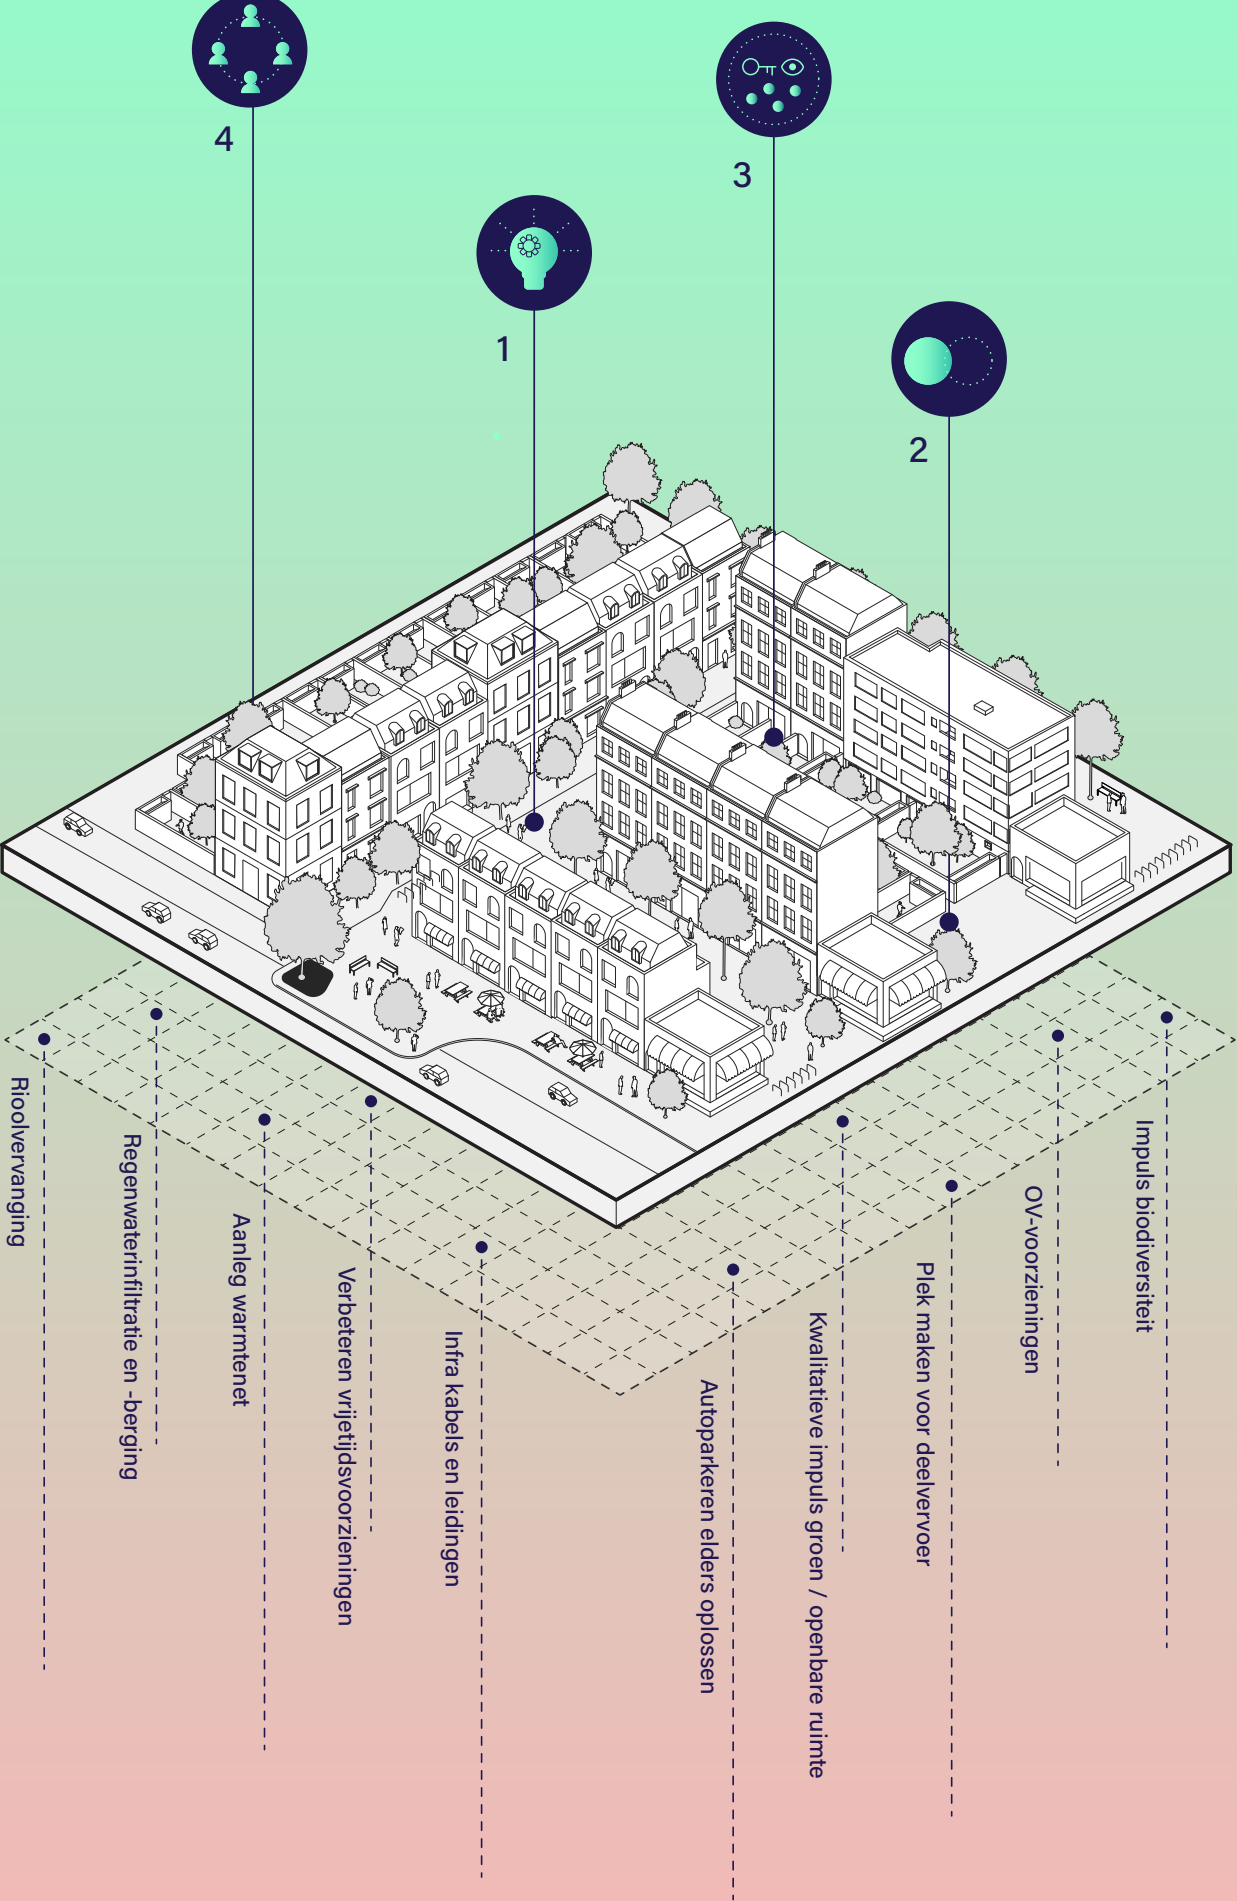 4
3
1
2
Rioolvervanging
Regenwaterinfiltratie en -berging
Aanleg warmtenet
Verbeteren vrijetijdsvoorzieningen
Infra kabels en leidingen
Autoparkeren elders oplossen
Kwalitatieve impuls groen / openbare ruimte
Plek maken voor deelvervoer
OV-voorzieningen
Impuls biodiversiteit